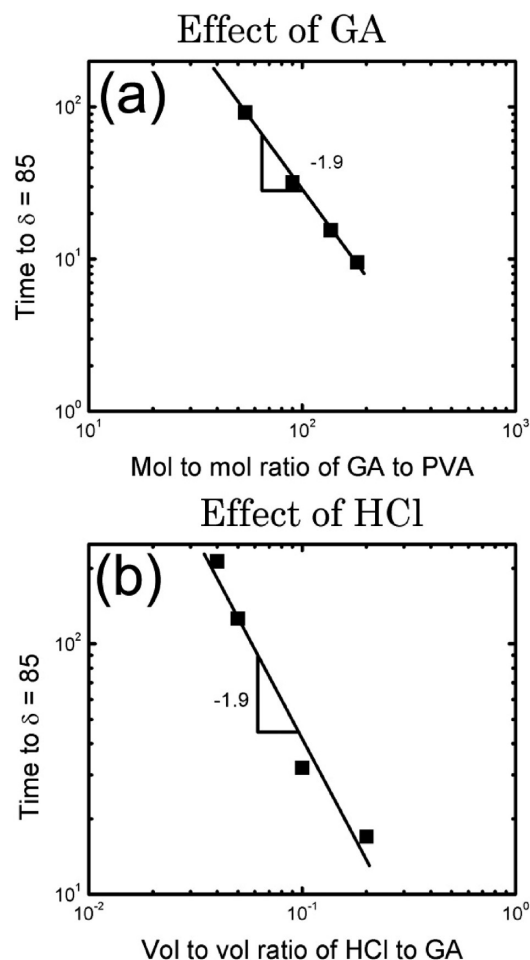 Effect of GA
(a)
10²
10¹
10⁰
Time to δ = 85
-1.9
10¹ 10² 10³
Mol to mol ratio of GA to PVA
Effect of HCl
(b)
10²
10¹
Time to δ = 85
-1.9
10⁻² 10⁻¹ 10⁰
Vol to vol ratio of HCl to GA